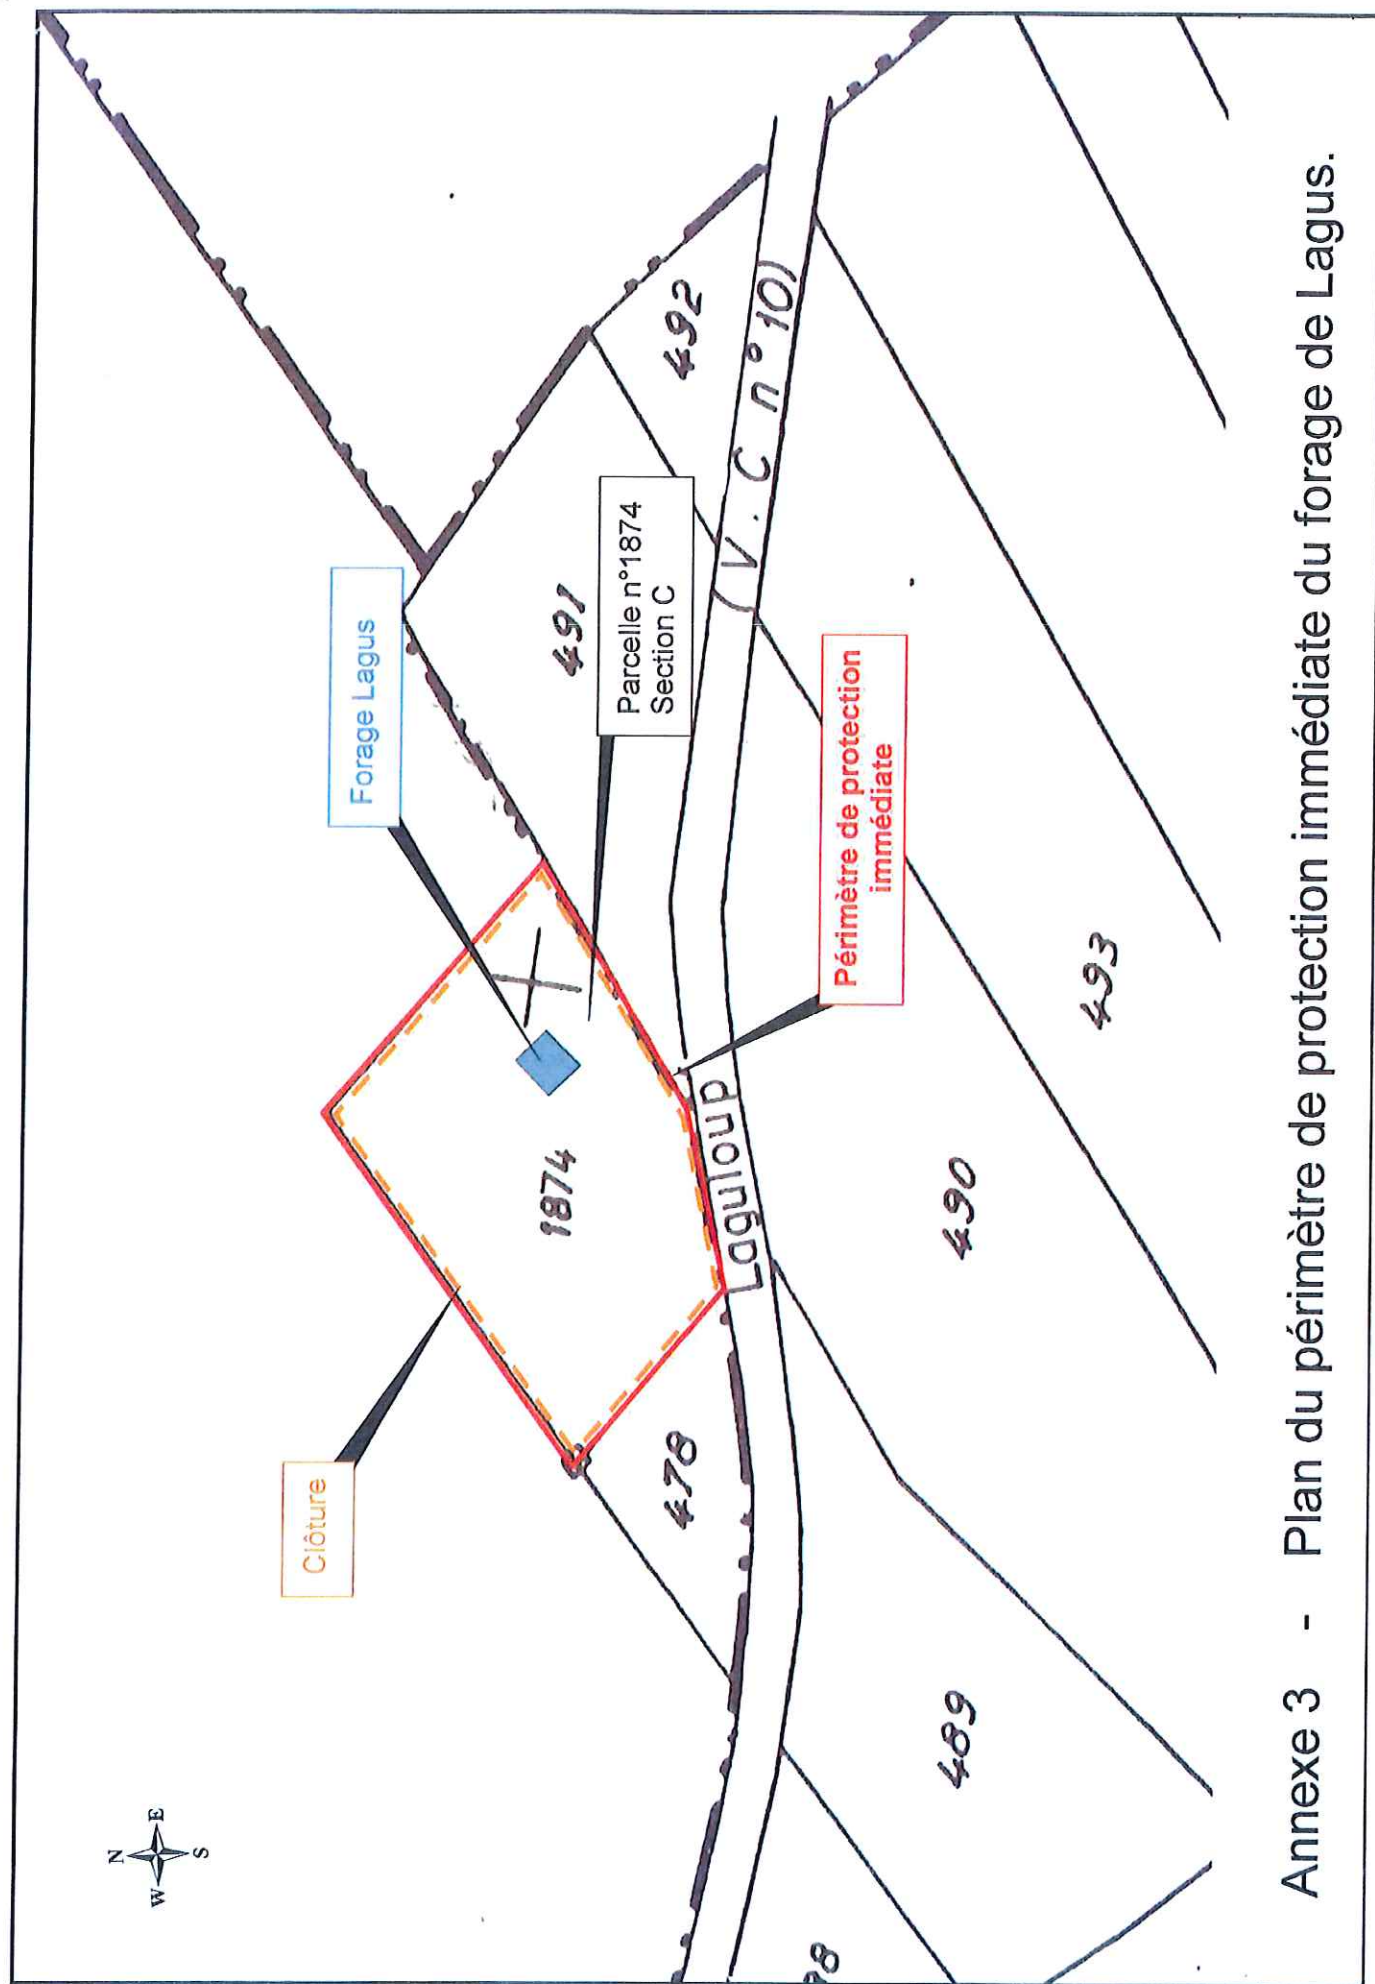 N
W E
S
Clôture
Forage Lagus
1874
491
Parcelle n°1874
Section C
492
478
Laguloup
(V. C n° 10)
Périmètre de protection
immédiate
489
490
493
Annexe 3 - Plan du périmètre de protection immédiate du forage de Lagus.